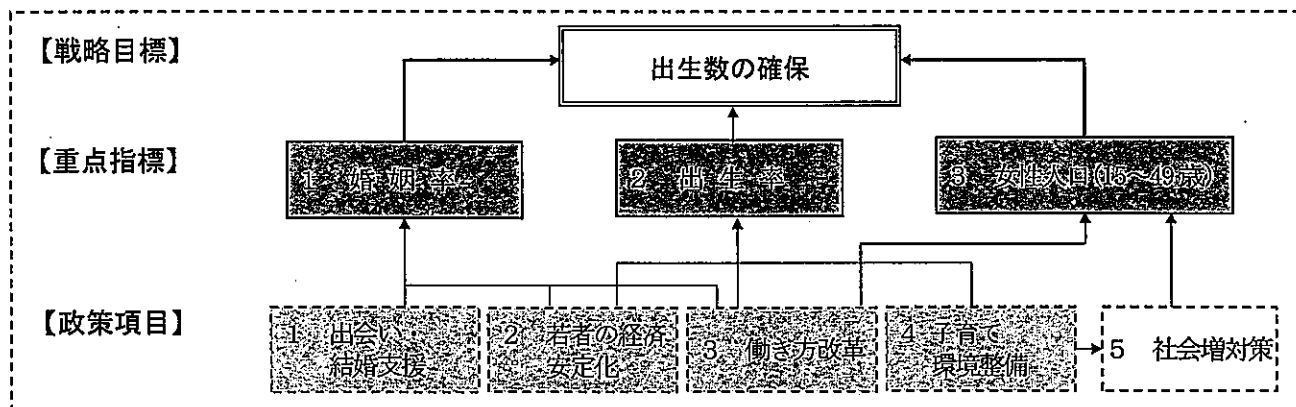 【戦略目標】
出生数の確保
【重点指標】
1 婚姻率
2 出生率
3 女性人口(15～49歳)
【政策項目】
1 出会い・
結婚支援
2 若者の経済
安定化
3 働き方改革
4 子育て
環境整備
5 社会増対策